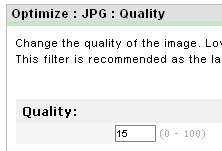 Optimize : JPG : Quality
Change the quality of the image. Lo
This filter is recommended as the la
Quality:
15 (0 - 100)